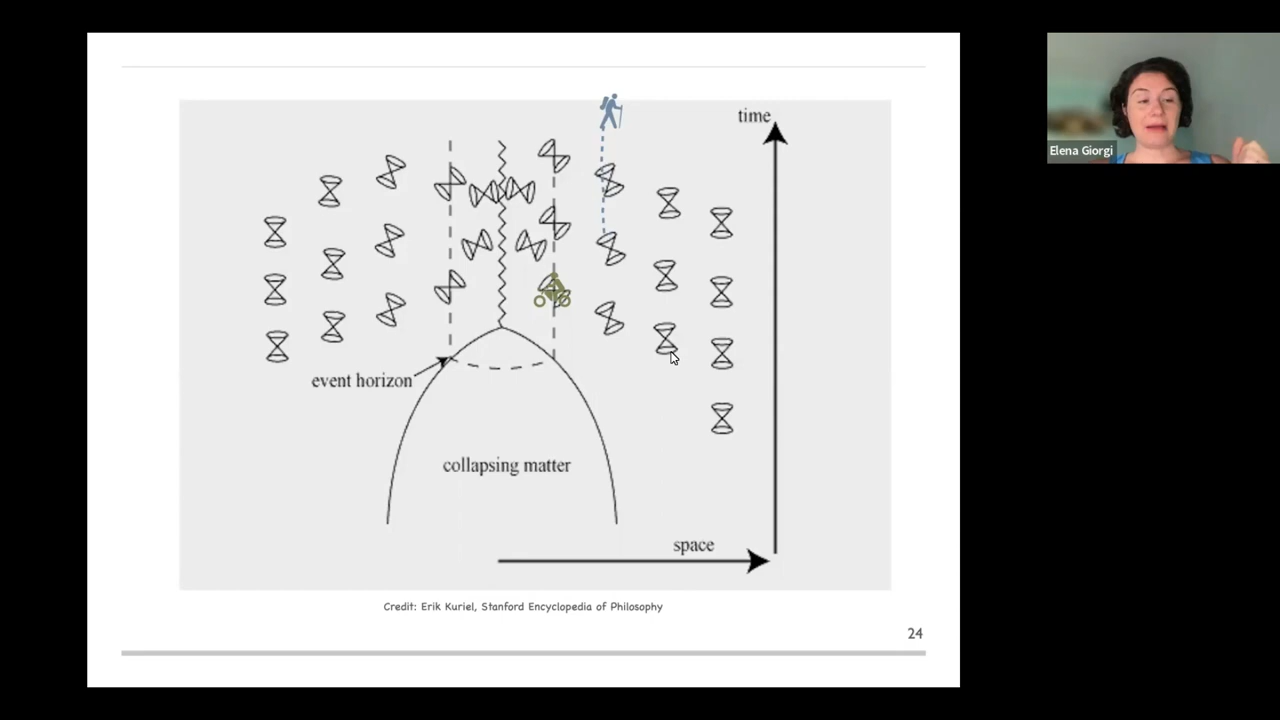 time
Elena Giorgi
event horizon
collapsing matter
space
Credit: Erik Kuriel, Stanford Encyclopedia of Philosophy
24